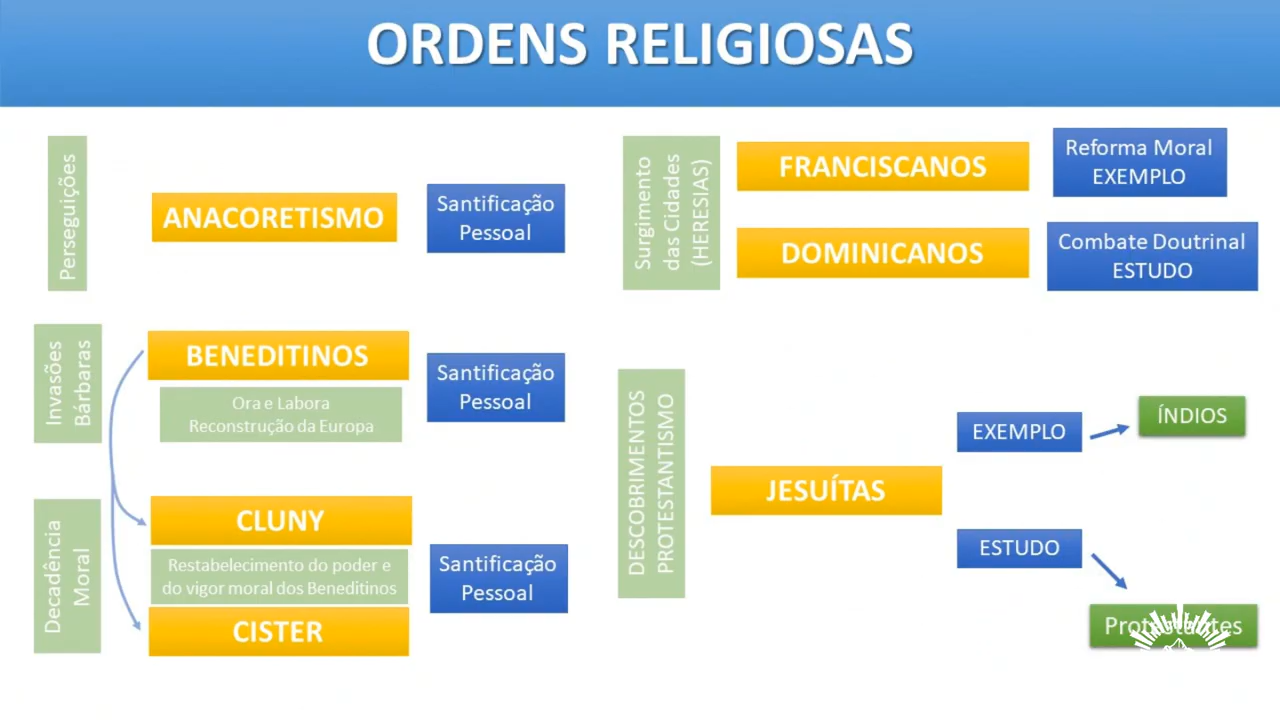 ORDENS RELIGIOSAS
Perseguições
ANACORETISMO
Santificação
Pessoal
Invasões
Bárbaras
BENEDITINOS
Ora e Labora
Reconstrução da Europa
Santificação
Pessoal
Decadência
Moral
CLUNY
Restabelecimento do poder e
do vigor moral dos Beneditinos
CISTER
Santificação
Pessoal
Surgimento
das Cidades
(HERESIAS)
FRANCISCANOS
Reforma Moral
EXEMPLO
DOMINICANOS
Combate Doutrinal
ESTUDO
DESCOBRIMENTOS
PROTESTANTISMO
JESUÍTAS
EXEMPLO
ÍNDIOS
ESTUDO
Protestantes